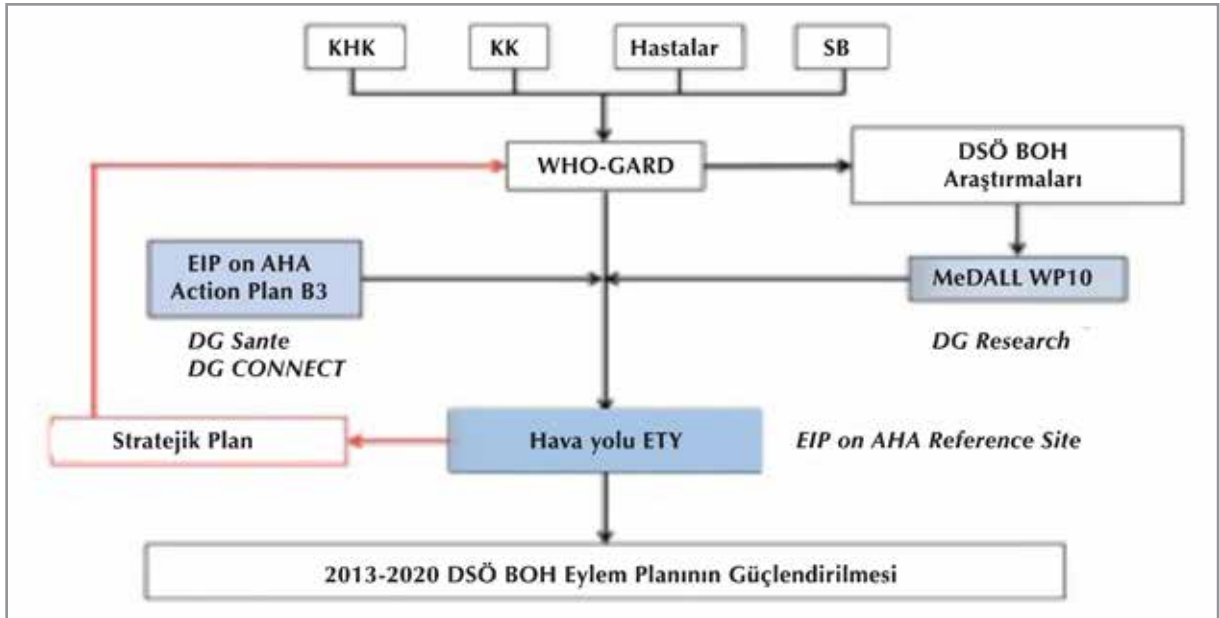 KHK
KK
Hastalar
SB
WHO-GARD
DSÖ BOH
Araştırmaları
EIP on AHA
Action Plan B3
MeDALL WP10
DG Sante
DG CONNECT
DG Research
Stratejik Plan
Hava yolu ETY
EIP on AHA Reference Site
2013-2020 DSÖ BOH Eylem Planının Güçlendirilmesi